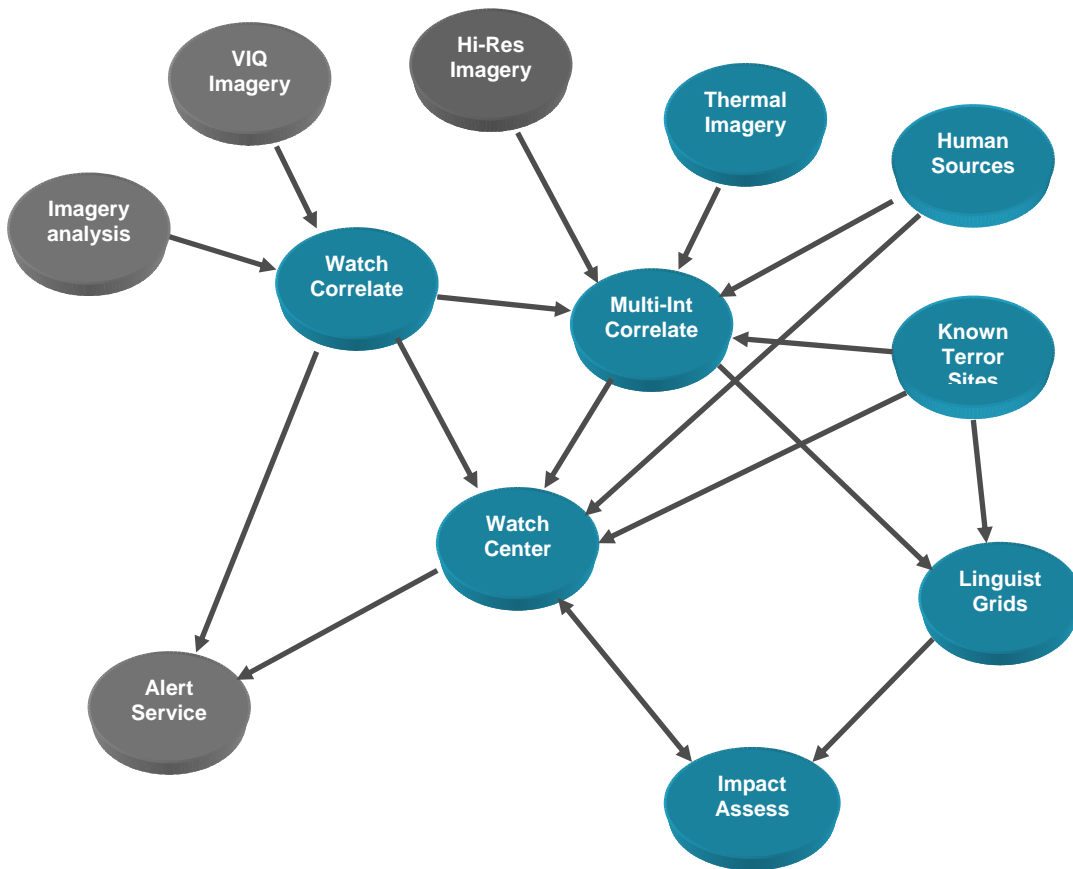 VIQ
Imagery
Hi-Res
Imagery
Thermal
Imagery
Human
Sources
Imagery
analysis
Watch
Correlate
Multi-Int
Correlate
Known
Terror
Sites
Watch
Center
Linguist
Grids
Alert
Service
Impact
Assess